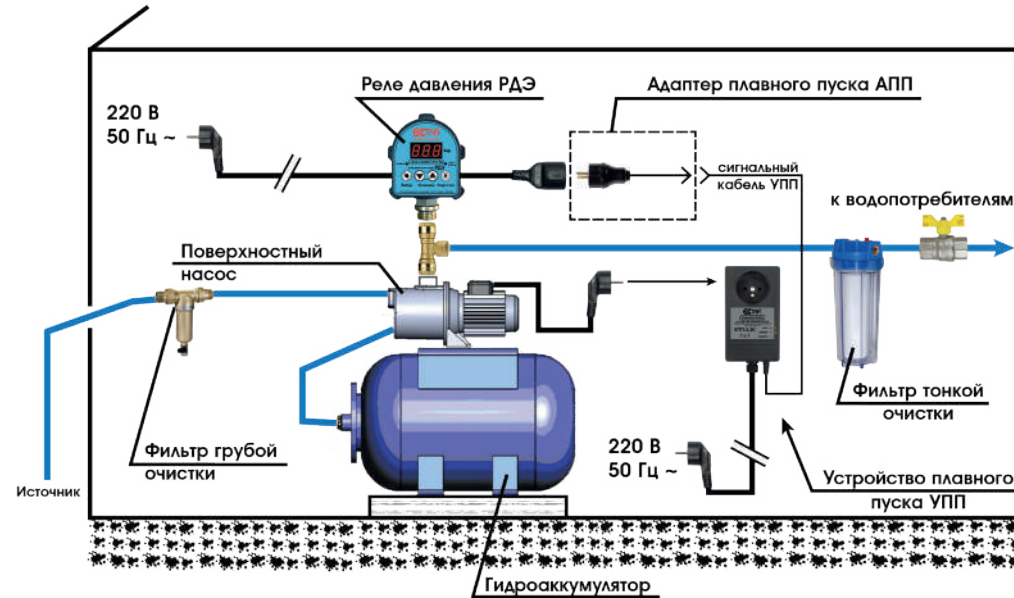 Реле давления РДЭ
Адаптер плавного пуска АПП
220 В
50 Гц ~
сигнальный
кабель УПП
к водопотребителям
Поверхностный
насос
Фильтр тонкой
очистки
Фильтр грубой
очистки
220 В
50 Гц ~
Источник
Устройство плавного
пуска УПП
Гидроаккумулятор